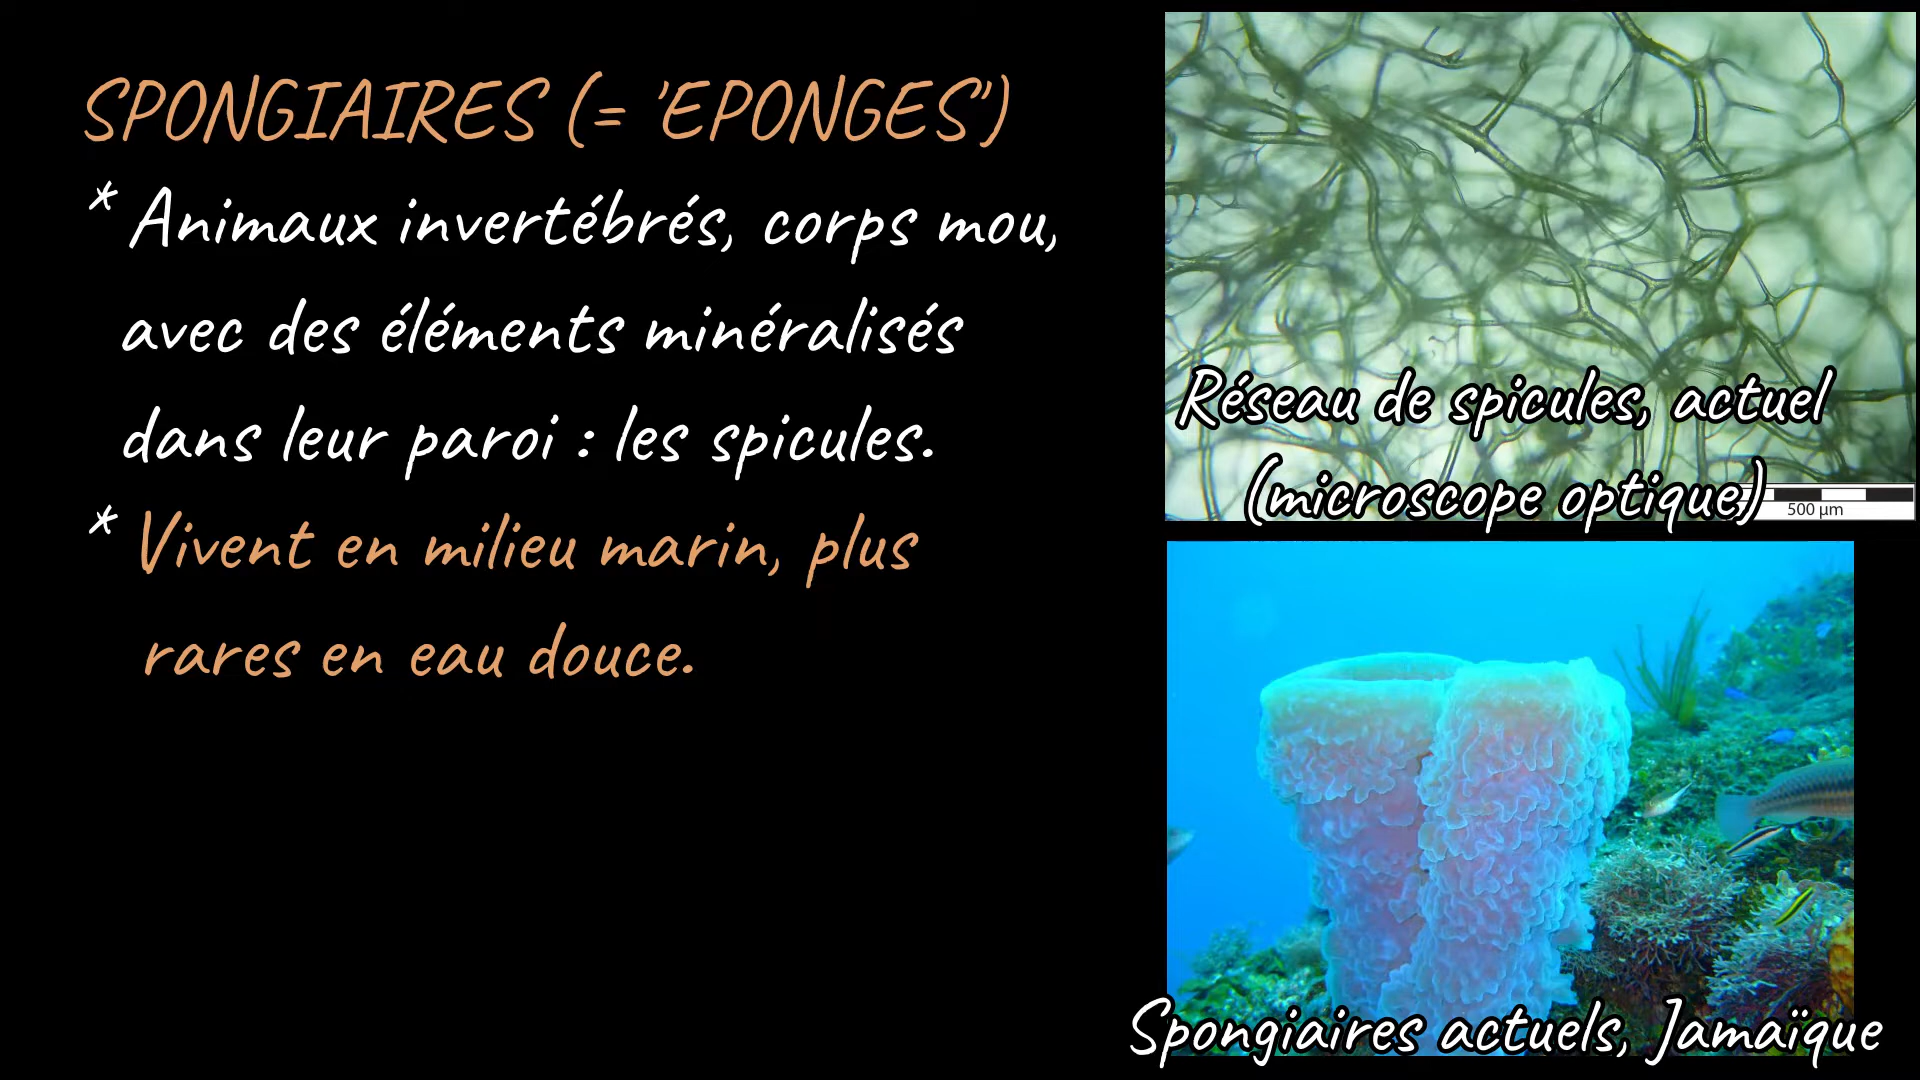 SPONGIAIRES (= 'EPONGES')
* Animaux invertébrés, corps mou,
avec des éléments minéralisés
dans leur paroi : les spicules.
* Vivent en milieu marin, plus
rares en eau douce.
Réseau de spicules, actuel
(microscope optique)
500 µm
Spongiaires actuels, Jamaïque